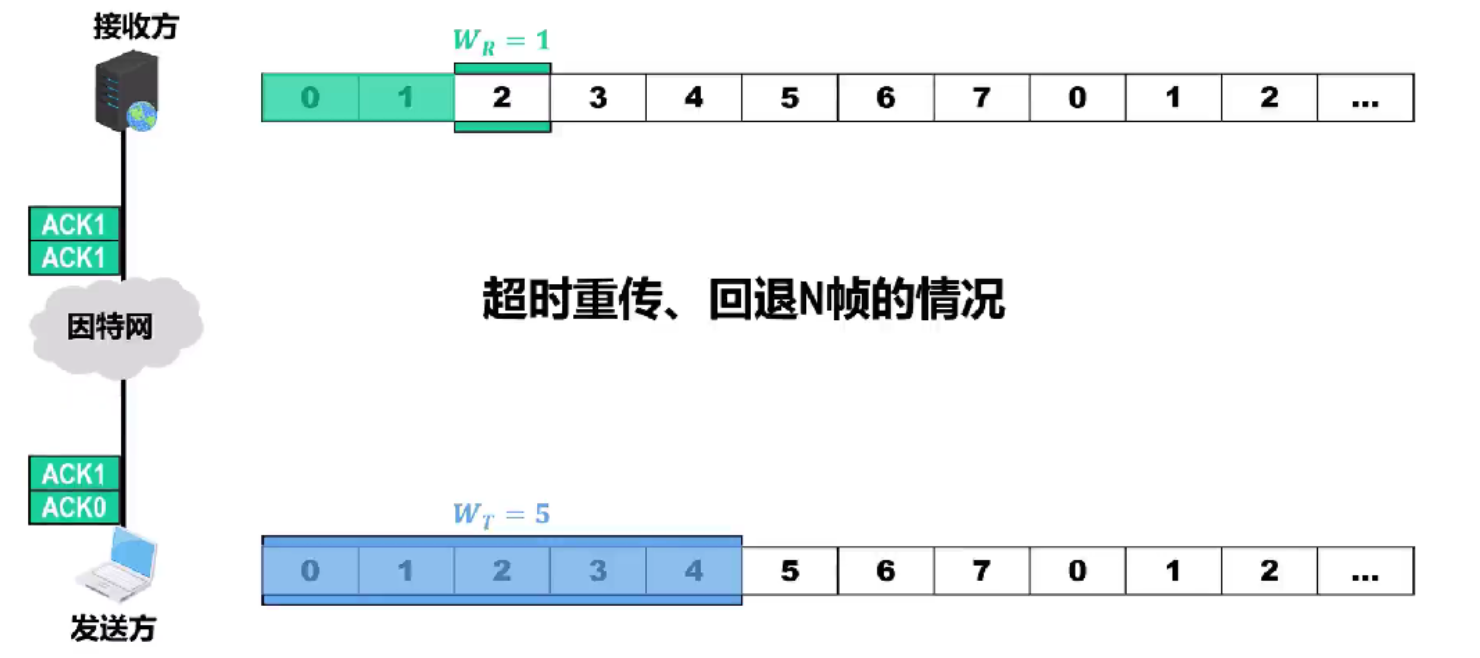 接收方
W_R = 1
0 1 2 3 4 5 6 7 0 1 2 ...
ACK1
ACK1
超时重传、回退N帧的情况
因特网
ACK1
ACK0
W_T = 5
0 1 2 3 4 5 6 7 0 1 2 ...
发送方